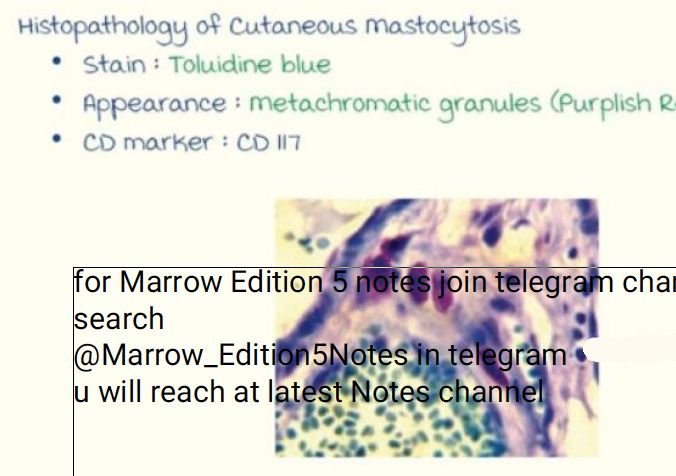 Histopathology of Cutaneous mastocytosis
• Stain : Toluidine blue
• Appearance : metachromatic granules (Purplish
• CD marker : CD 117
for Marrow Edition 5 notes join telegram
search
@Marrow_Edition5Notes in telegram
u will reach at latest Notes channel